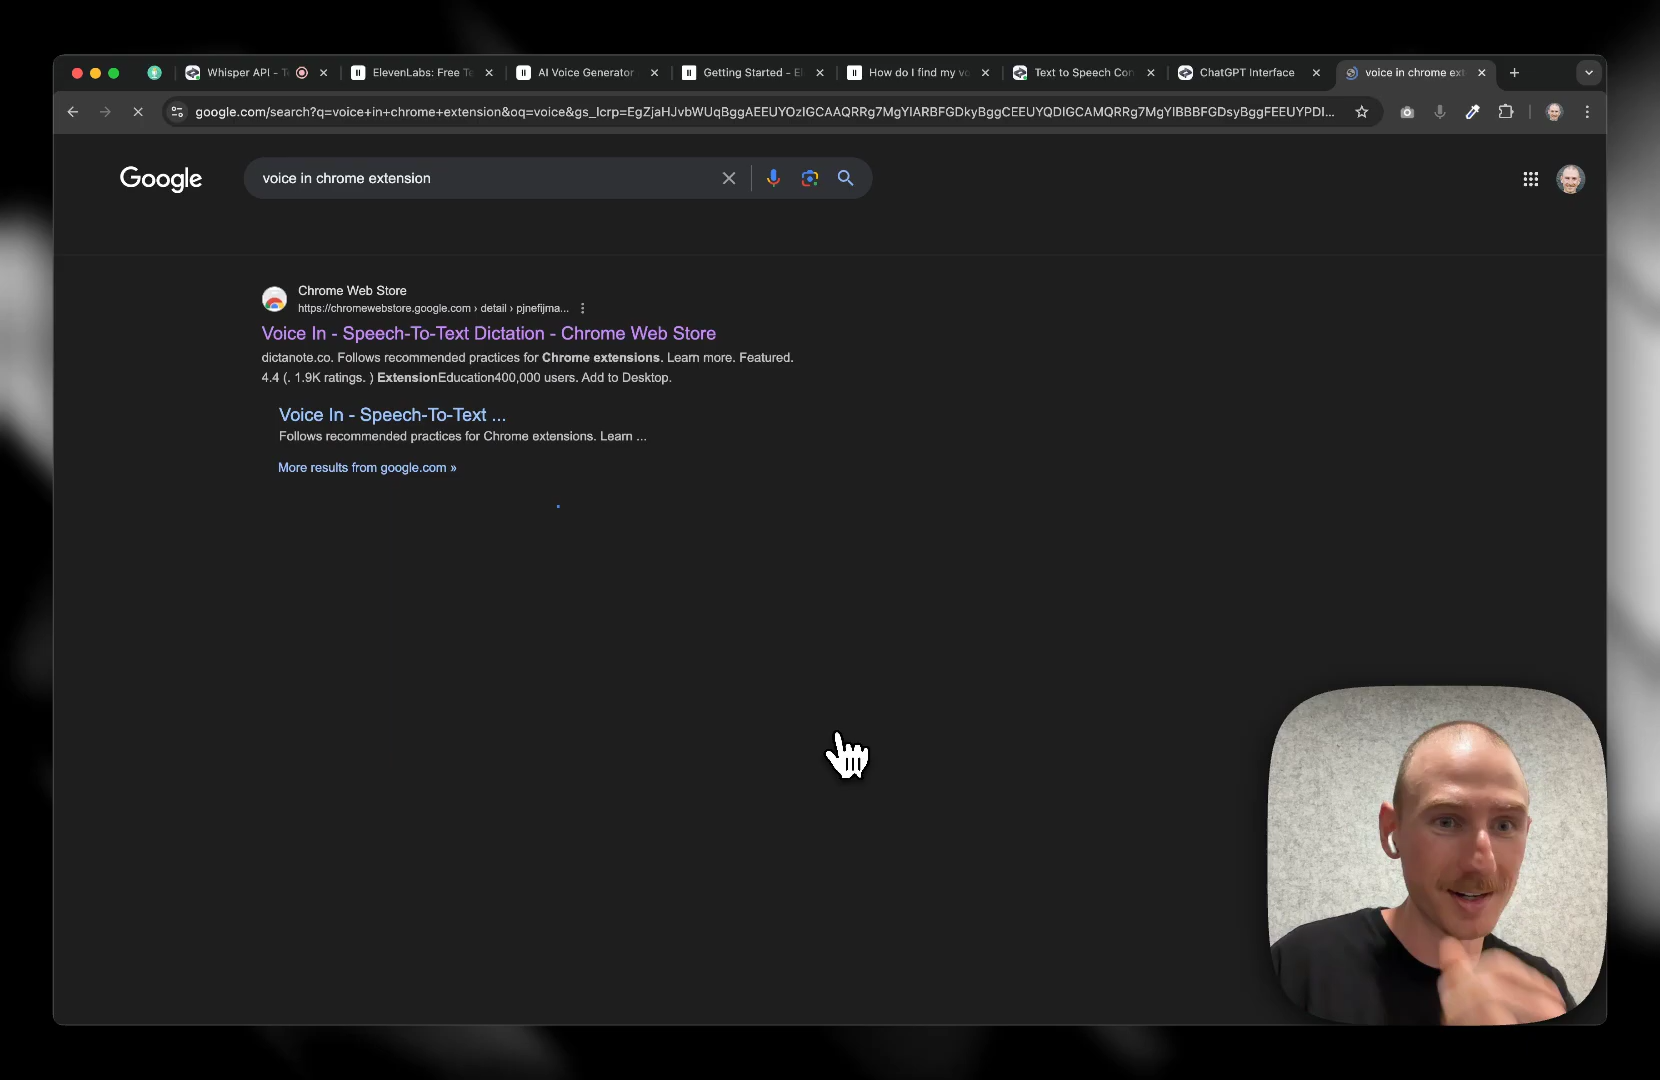 Whisper API - Te
ElevenLabs: Free Te
AI Voice Generator
Getting Started - El
How do I find my vo
Text to Speech Con
ChatGPT Interface
voice in chrome ext
google.com/search?q=voice+in+chrome+extension&oq=voice&gs_lcrp=EgZjaHJvbWUqBggAEEUYOzIGCAAQRRg7MgYIARBFGDkyBggCEEUYQDIGCAMQRRg7MgYIBBBFGDsyBggFEEUYPDI...
Google
voice in chrome extension
Chrome Web Store
https://chromewebstore.google.com › detail › pjnefijma...
Voice In - Speech-To-Text Dictation - Chrome Web Store
dictanote.co. Follows recommended practices for Chrome extensions. Learn more. Featured.
4.4 (. 1.9K ratings. ) ExtensionEducation400,000 users. Add to Desktop.
Voice In - Speech-To-Text ...
Follows recommended practices for Chrome extensions. Learn ...
More results from google.com »